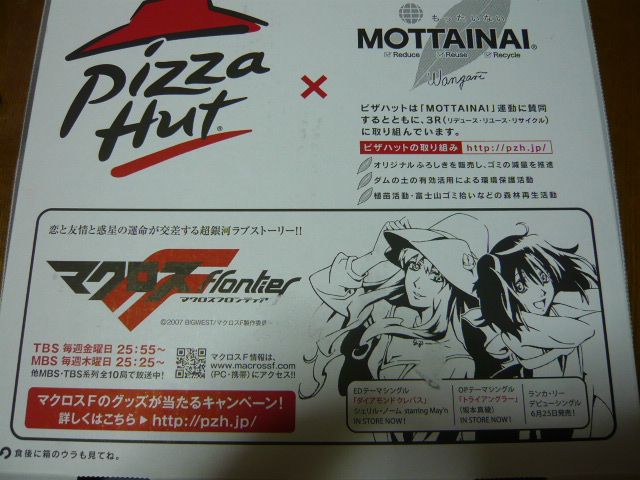 Pizza
Hut®
×
もったいない
MOTTAINAI®
Reduce Reuse Recycle
Wangari
ピザハットは「MOTTAINAI」運動に賛同
するとともに、3R(リデュース・リユース・リサイクル)
に取り組んでいます。
ピザハットの取り組み http://pzh.jp/
オリジナルふろしきを販売し、ゴミの減量を推進
ダムの土の有効活用による環境保護活動
植苗活動・富士山ゴミ拾いなどの森林再生活動
恋と友情と惑星の運命が交差する超銀河ラブストーリー!!
マクロスF frontier
マクロスフロンティア
©2007 BIGWEST/マクロスF製作委員会
TBS 毎週金曜日 25:55~
MBS 毎週木曜日 25:25~
他MBS・TBS系列 全10局で放送中!
マクロスF情報は、
www.macrossf.com
(PC・携帯)にアクセス!!
マクロスFのグッズが当たるキャンペーン!
詳しくはこちら▶http://pzh.jp/
EDテーマシングル
「ダイアモンドクレバス」
シェリル・ノーム starring May'n
IN STORE NOW!
OPテーマシングル
「トライアングラー」
(坂本真綾)
IN STORE NOW!
ランカ・リー
デビューシングル
6月25日発売!
食後に箱のウラも見てね。